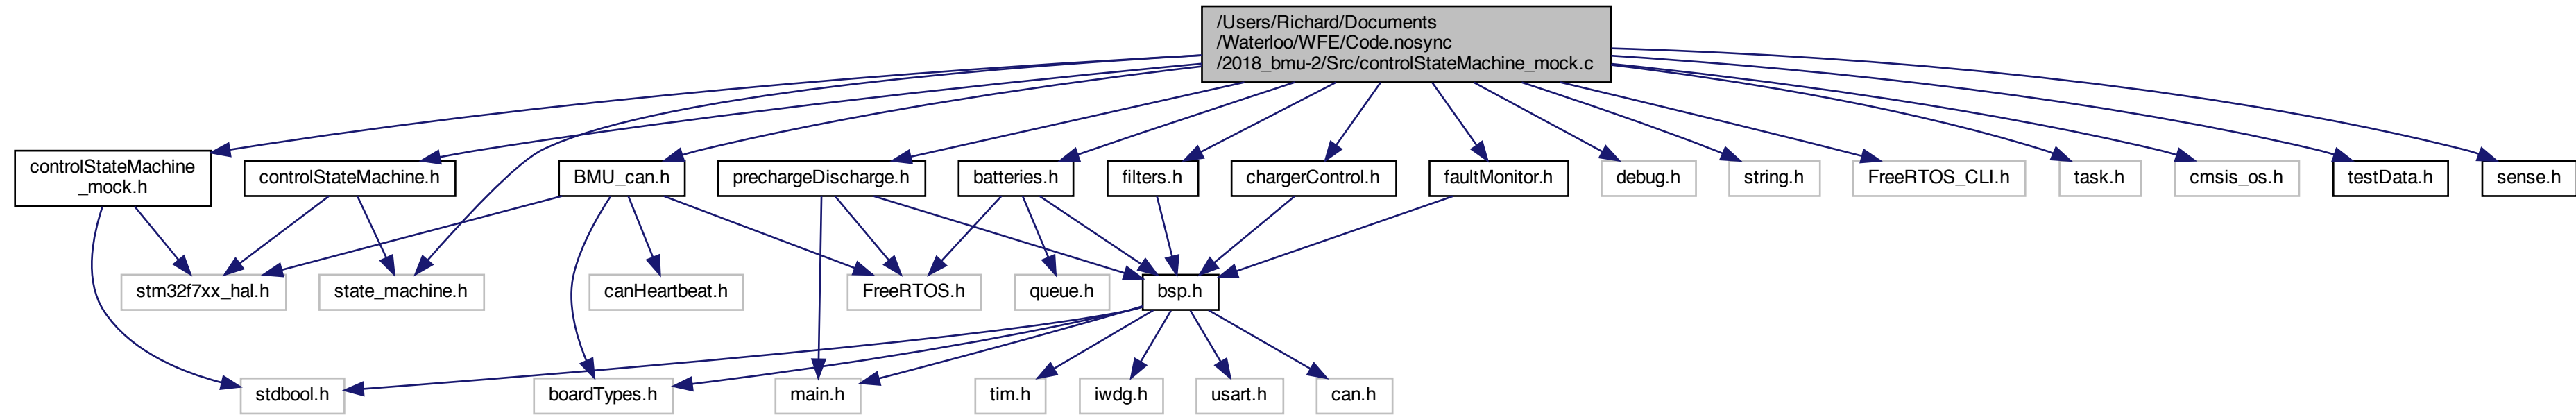 /Users/Richard/Documents
/Waterloo/WFE/Code.nosync
/2018_bmu-2/Src/controlStateMachine_mock.c
controlStateMachine
_mock.h
controlStateMachine.h
BMU_can.h
prechargeDischarge.h
batteries.h
filters.h
chargerControl.h
faultMonitor.h
debug.h
string.h
FreeRTOS_CLI.h
task.h
cmsis_os.h
testData.h
sense.h
stm32f7xx_hal.h
state_machine.h
canHeartbeat.h
FreeRTOS.h
queue.h
bsp.h
stdbool.h
boardTypes.h
main.h
tim.h
iwdg.h
usart.h
can.h